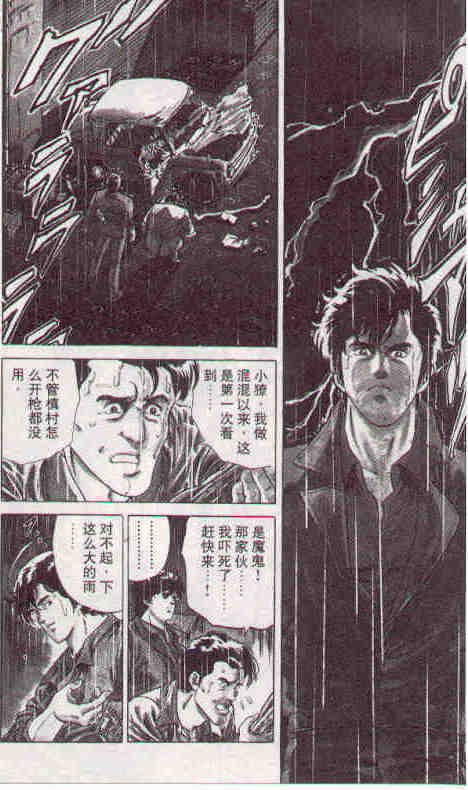 小獠．我做
混混以来．这
是第一次看
到……
不管槙村怎
么开枪都没
用．
是魔鬼！
那家伙……
我吓死了……
赶快来…！
…………
…………
对不起．下
这么大的雨
……